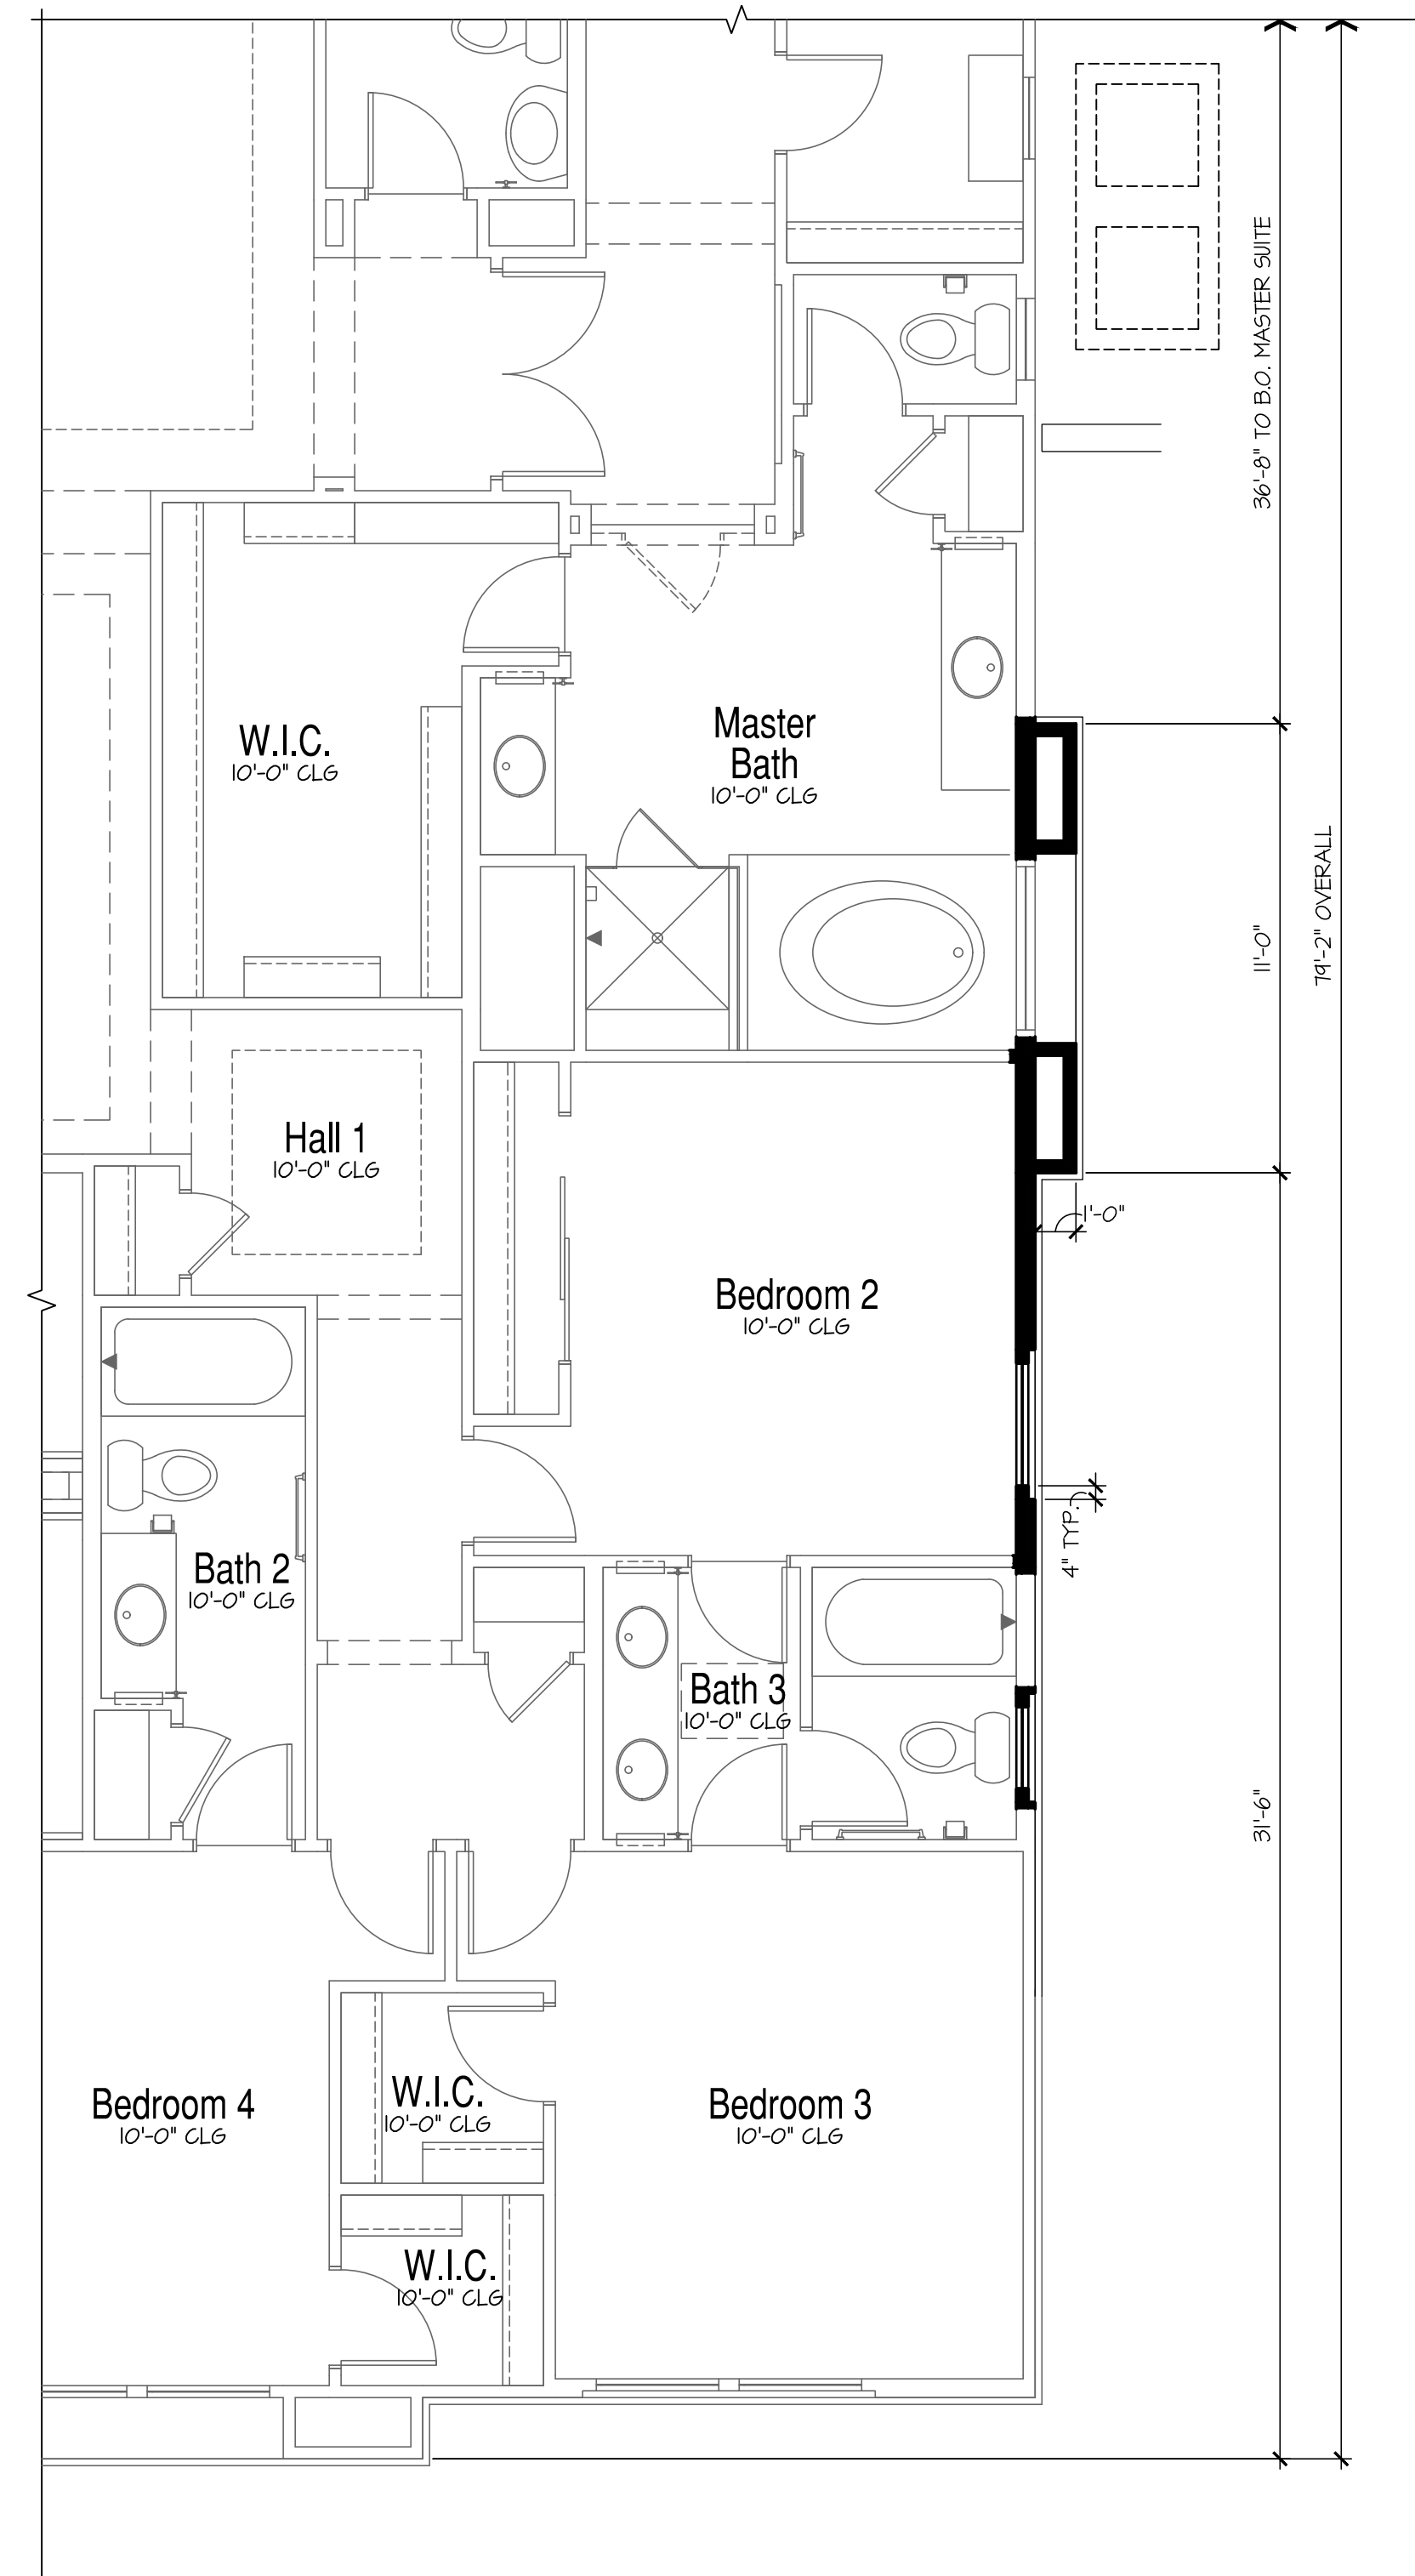 36'-8" TO B.O. MASTER SUITE
W.I.C.
10'-0" CLG
Master
Bath
10'-0" CLG
11'-0"
79'-2" OVERALL
Hall 1
10'-0" CLG
1'-0"
Bedroom 2
10'-0" CLG
4" TYP.
Bath 2
10'-0" CLG
Bath 3
10'-0" CLG
31'-6"
Bedroom 4
10'-0" CLG
W.I.C.
10'-0" CLG
Bedroom 3
10'-0" CLG
W.I.C.
10'-0" CLG